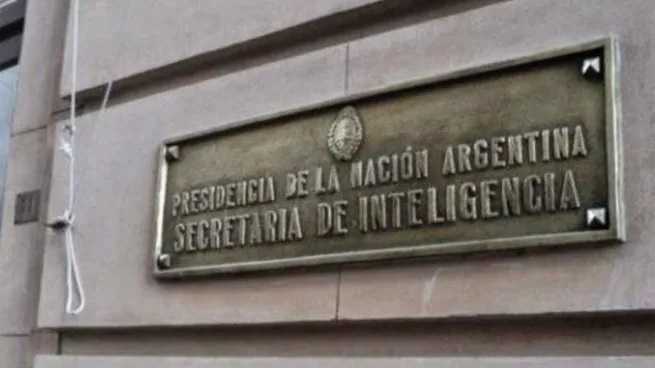 PRESIDENCIA DE LA NACIÓN ARGENTINA
SECRETARIA DE INTELIGENCIA